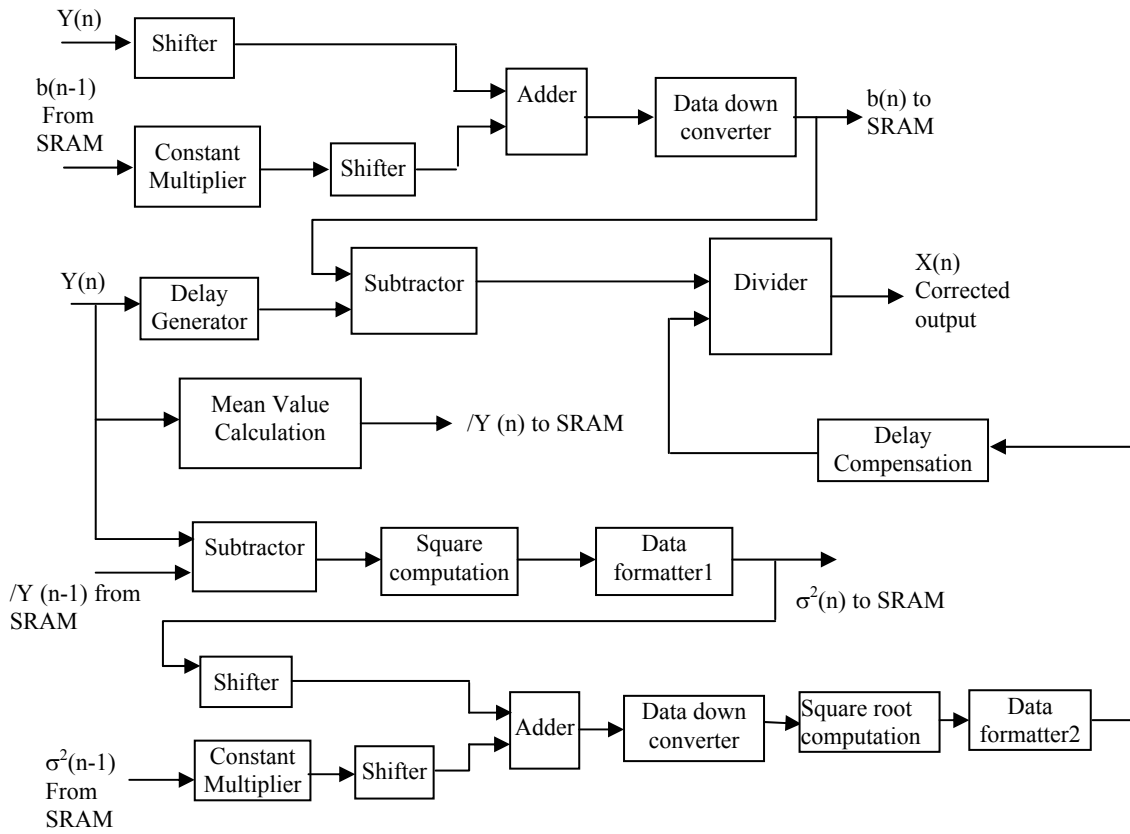 Y(n)
Shifter
b(n-1)
From
SRAM
Constant
Multiplier
Shifter
Adder
Data down
converter
b(n) to
SRAM
Y(n)
Delay
Generator
Subtractor
Divider
X(n)
Corrected
output
Mean Value
Calculation
/Y (n) to SRAM
Delay
Compensation
Subtractor
Square
computation
Data
formatter1
/Y (n-1) from
SRAM
σ²(n) to SRAM
Shifter
Adder
Data down
converter
Square root
computation
Data
formatter2
σ²(n-1)
From
SRAM
Constant
Multiplier
Shifter